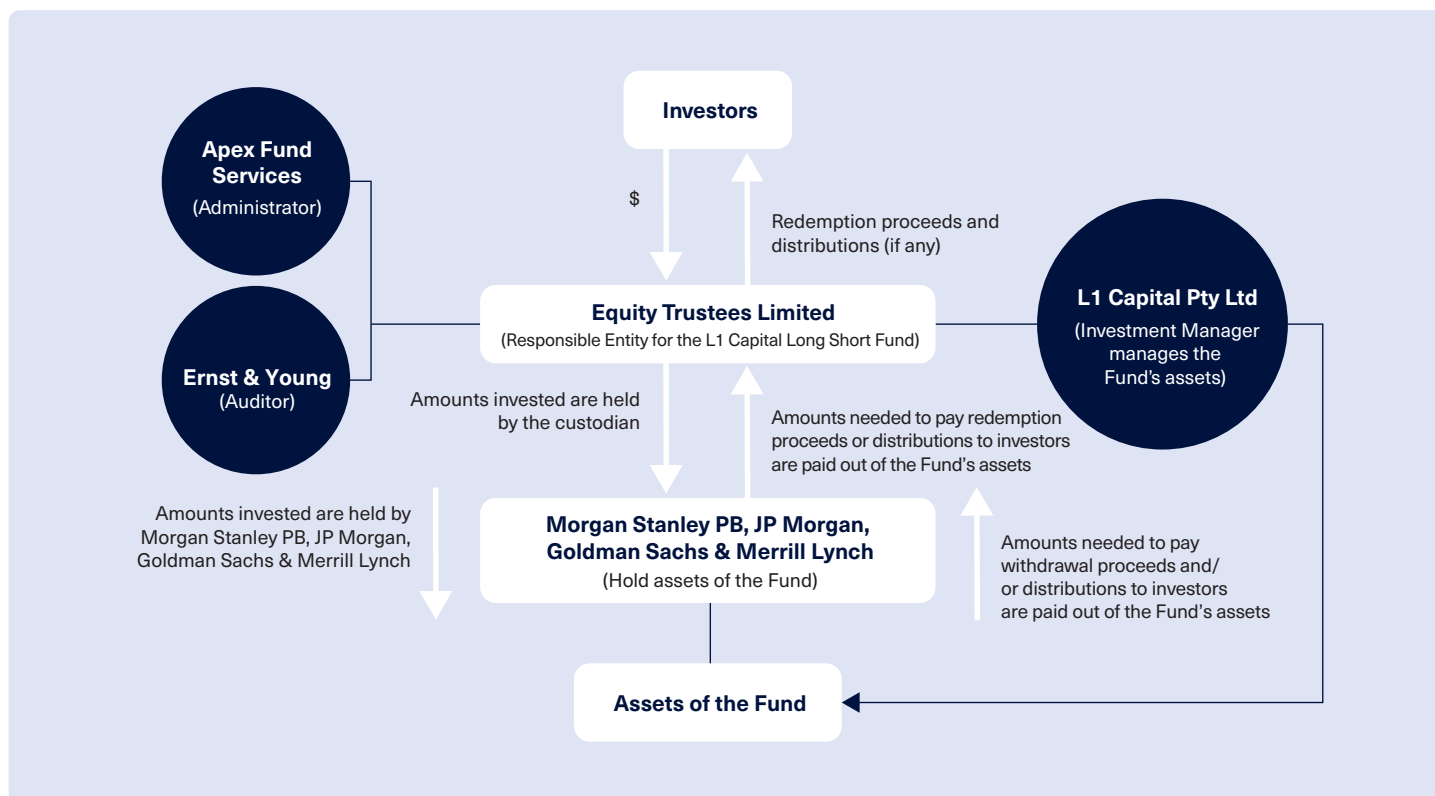 Investors
Apex Fund
Services
(Administrator)
$
Redemption proceeds and
distributions (if any)
L1 Capital Pty Ltd
(Investment Manager
manages the
Fund’s assets)
Equity Trustees Limited
(Responsible Entity for the L1 Capital Long Short Fund)
Ernst & Young
(Auditor)
Amounts invested are held
by the custodian
Amounts needed to pay redemption
proceeds or distributions to investors
are paid out of the Fund’s assets
Amounts invested are held by
Morgan Stanley PB, JP Morgan,
Goldman Sachs & Merrill Lynch
Morgan Stanley PB, JP Morgan,
Goldman Sachs & Merrill Lynch
(Hold assets of the Fund)
Amounts needed to pay
withdrawal proceeds and/
or distributions to investors
are paid out of the Fund’s assets
Assets of the Fund